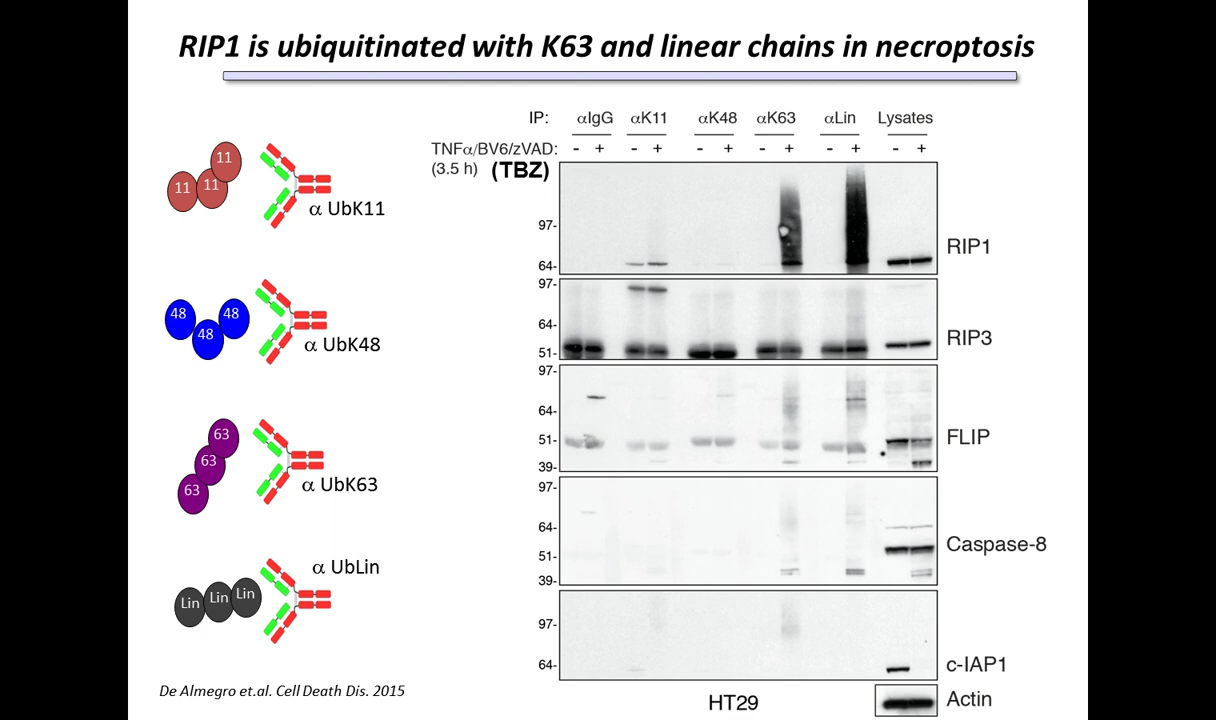 RIP1 is ubiquitinated with K63 and linear chains in necroptosis
IP: αIgG αK11 αK48 αK63 αLin Lysates
TNFα/BV6/zVAD: - + - + - + - + - + - +
(3.5 h) (TBZ)
11 11 11
α UbK11
97-
64-
RIP1
48 48 48
α UbK48
97-
64-
51-
RIP3
63 63 63
α UbK63
97-
64-
51-
39-
FLIP
Lin Lin Lin
α UbLin
97-
64-
51-
39-
Caspase-8
97-
64-
c-IAP1
De Almegro et.al. Cell Death Dis. 2015
HT29
Actin